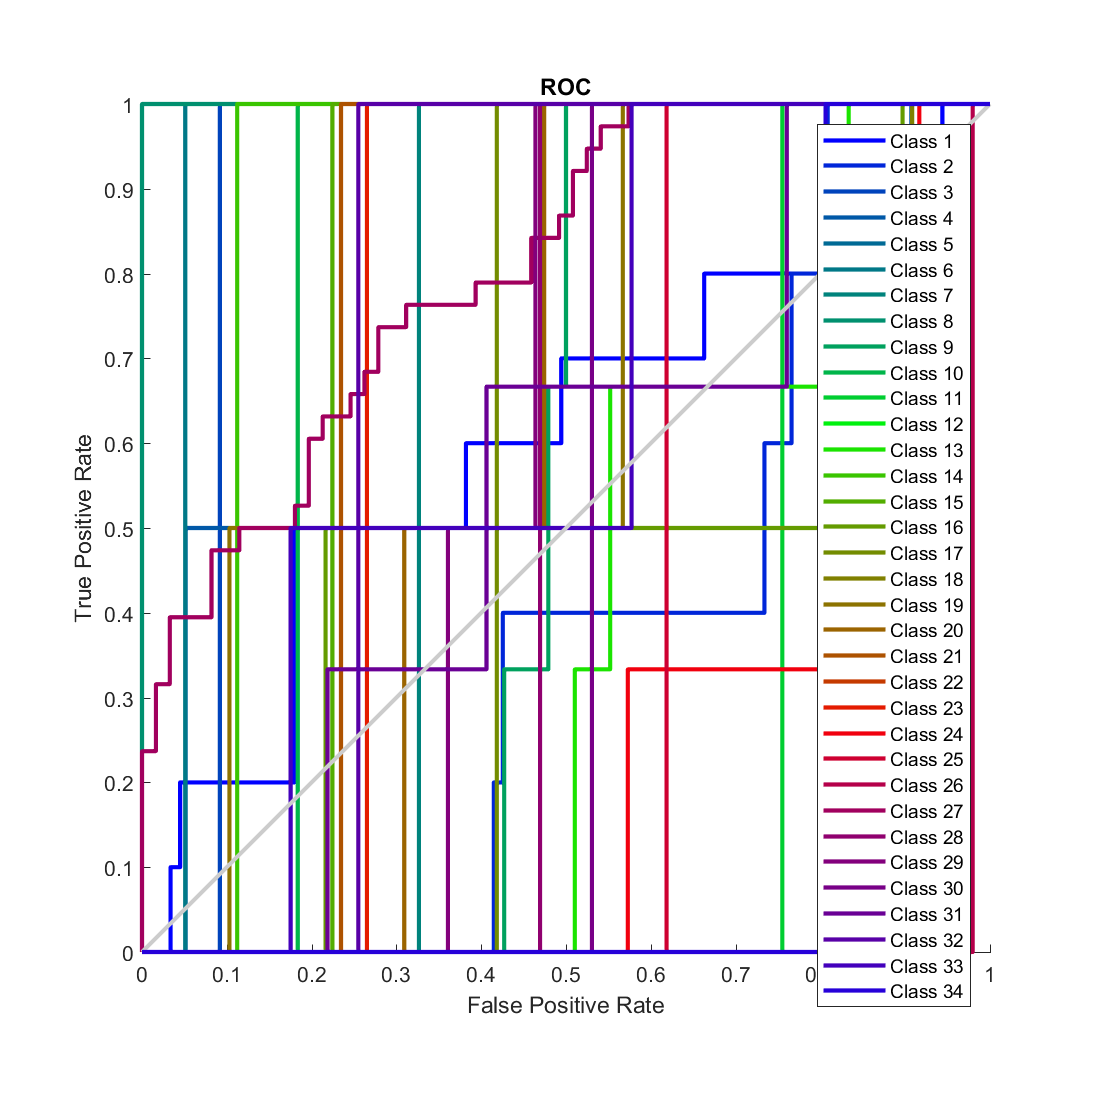 ROC
1
0.9
0.8
0.7
0.6
0.5
0.4
0.3
0.2
0.1
0
True Positive Rate
0 0.1 0.2 0.3 0.4 0.5 0.6 0.7 1
False Positive Rate
Class 1
Class 2
Class 3
Class 4
Class 5
Class 6
Class 7
Class 8
Class 9
Class 10
Class 11
Class 12
Class 13
Class 14
Class 15
Class 16
Class 17
Class 18
Class 19
Class 20
Class 21
Class 22
Class 23
Class 24
Class 25
Class 26
Class 27
Class 28
Class 29
Class 30
Class 31
Class 32
Class 33
Class 34